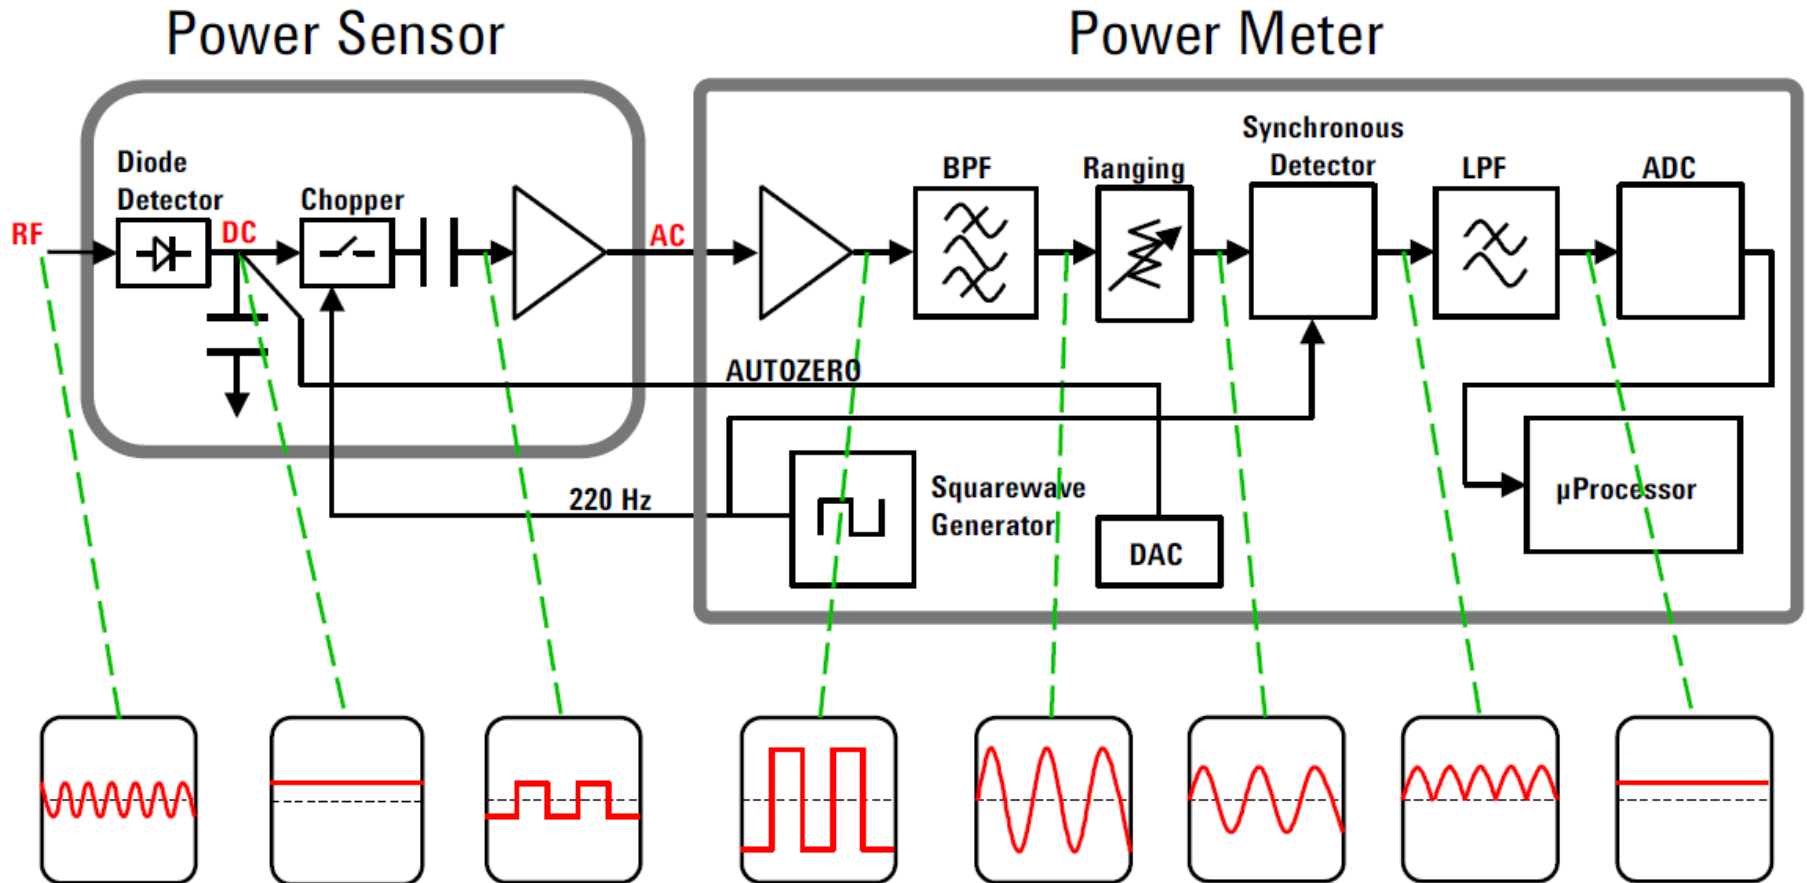 Power Sensor
Power Meter
Diode
Detector
Chopper
RF
DC
AC
BPF
Ranging
Synchronous
Detector
LPF
ADC
AUTOZERO
220 Hz
Squarewave
Generator
DAC
µProcessor